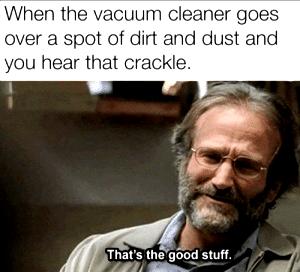 When the vacuum cleaner goes
over a spot of dirt and dust and
you hear that crackle.
That's the good stuff.